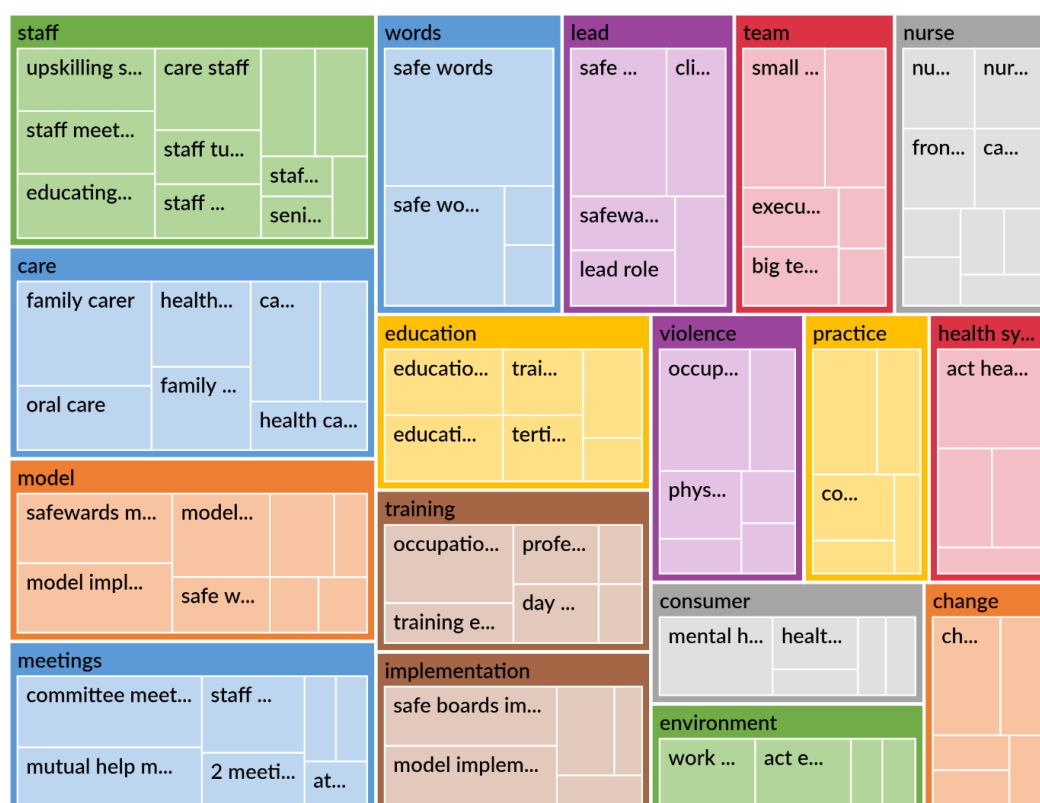 staff
upskilling s...
care staff
staff meet...
staff tu...
educating...
staff ...
staf...
seni...
words
safe words
safe wo...
lead
safe ...
cli...
safewa...
lead role
team
small ...
execu...
big te...
nurse
nu...
nur...
fron...
ca...
care
family carer
health...
ca...
oral care
family ...
health ca...
education
educatio...
trai...
educati...
terti...
violence
occup...
phys...
practice
co...
health sy...
act hea...
model
safewards m...
model...
model impl...
safe w...
training
occupatio...
profe...
training e...
day ...
consumer
mental h...
healt...
change
ch...
meetings
committee meet...
staff ...
mutual help m...
2 meeti...
at...
implementation
safe boards im...
model implem...
environment
work ...
act e...